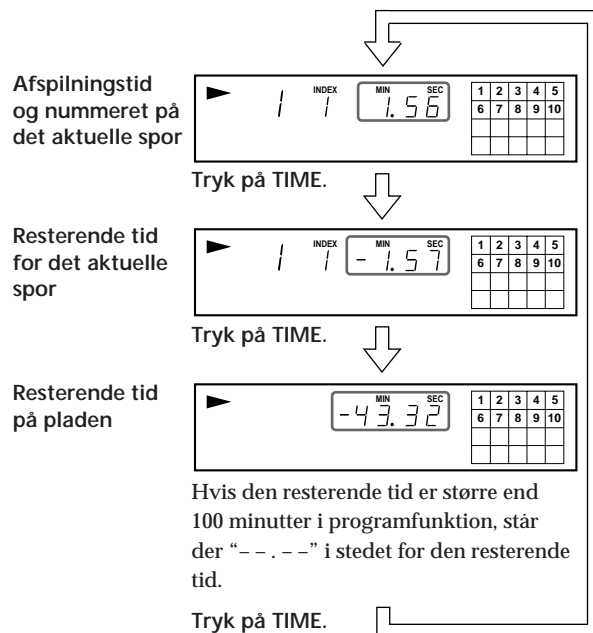 Afspilningstid
og nummeret på
det aktuelle spor
INDEX MIN SEC 1 2 3 4 5
1 1 1.56 6 7 8 9 10
Tryk på TIME.
Resterende tid
for det aktuelle
spor
INDEX MIN SEC 1 2 3 4 5
1 1 - 1.57 6 7 8 9 10
Tryk på TIME.
Resterende tid
på pladen
MIN SEC 1 2 3 4 5
-43.32 6 7 8 9 10
Hvis den resterende tid er større end
100 minutter i programfunktion, står
der “– – . – –” i stedet for den resterende
tid.
Tryk på TIME.